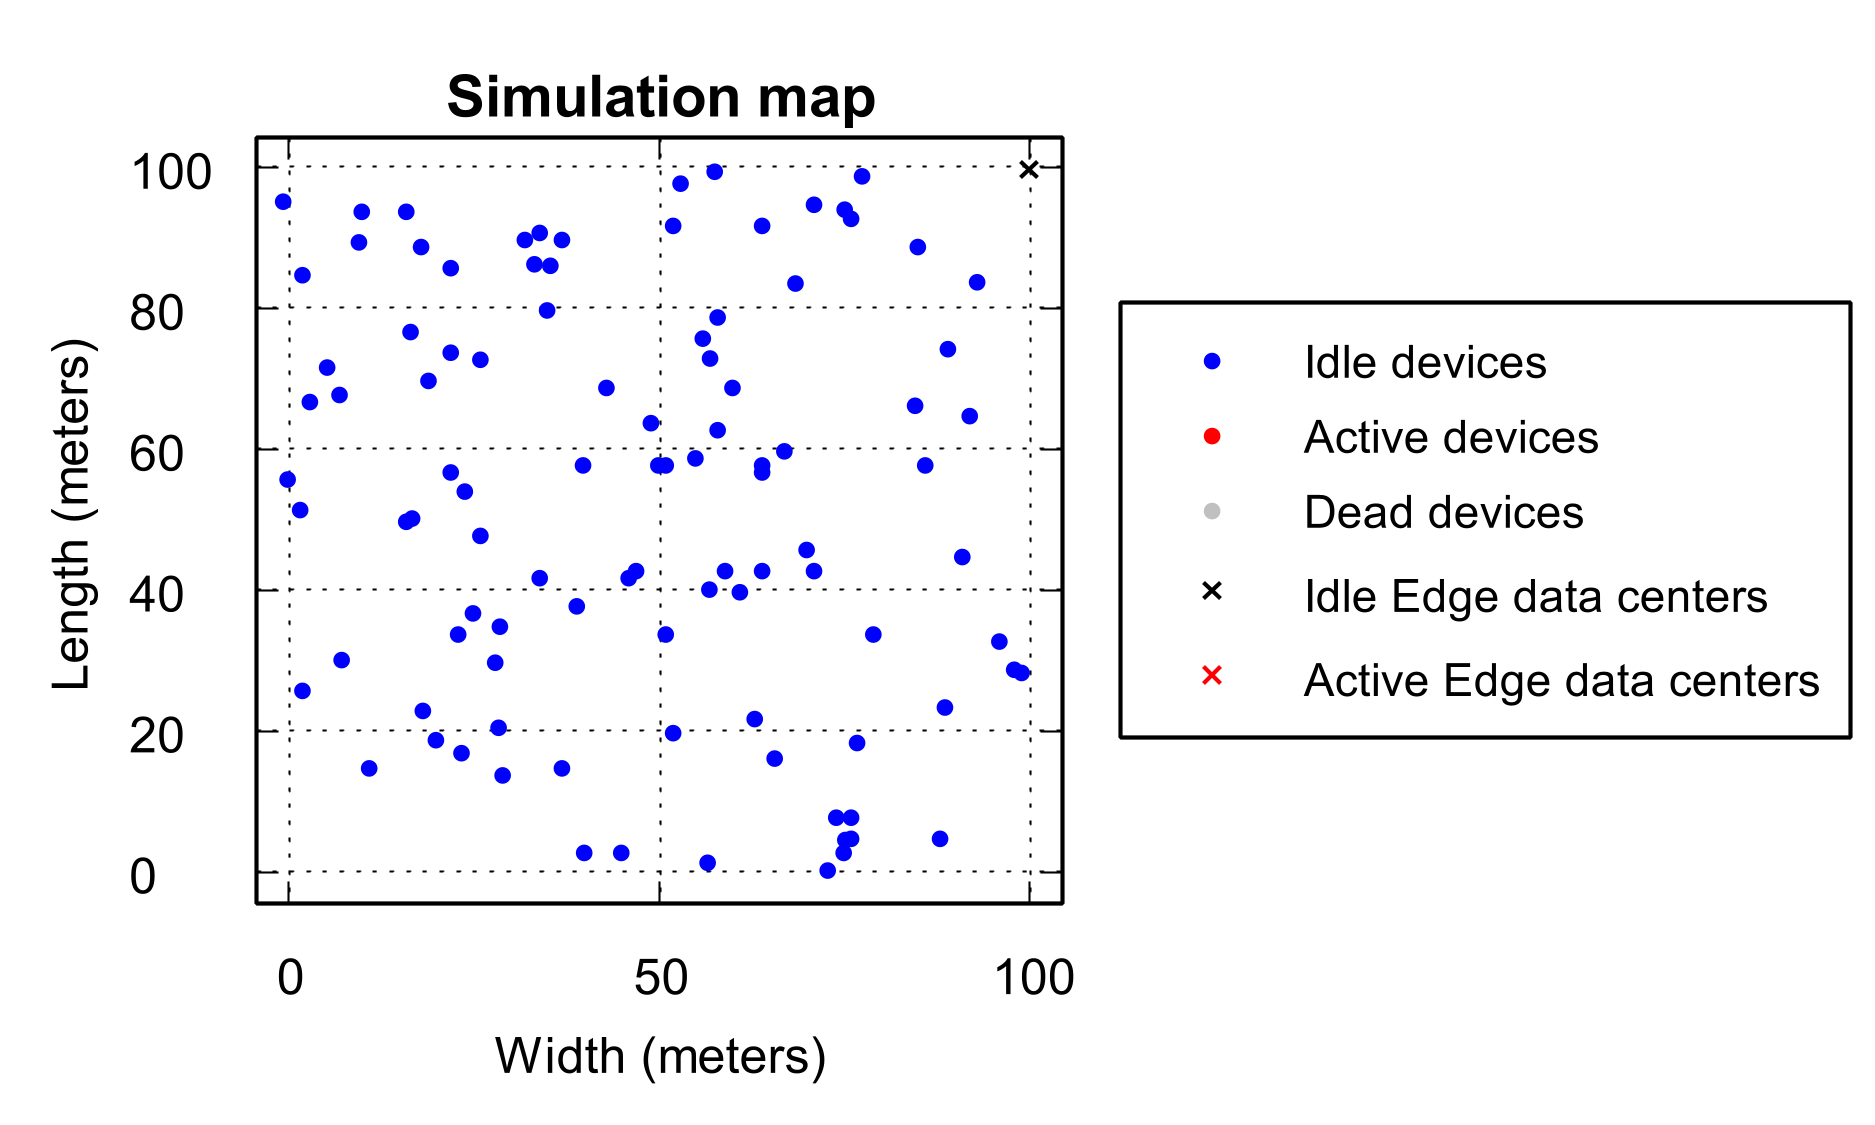 Simulation map
100
80
60
40
20
0
Length (meters)
0 50 100
Width (meters)
Idle devices
Active devices
Dead devices
Idle Edge data centers
Active Edge data centers